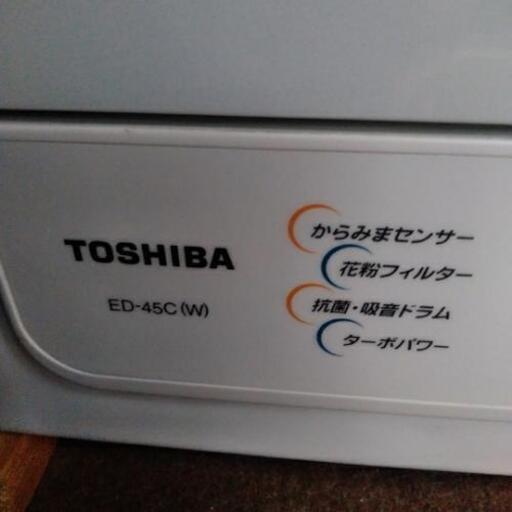 TOSHIBA
ED-45C(W)
からみまセンサー
花粉フィルター
抗菌・吸音ドラム
ターボパワー